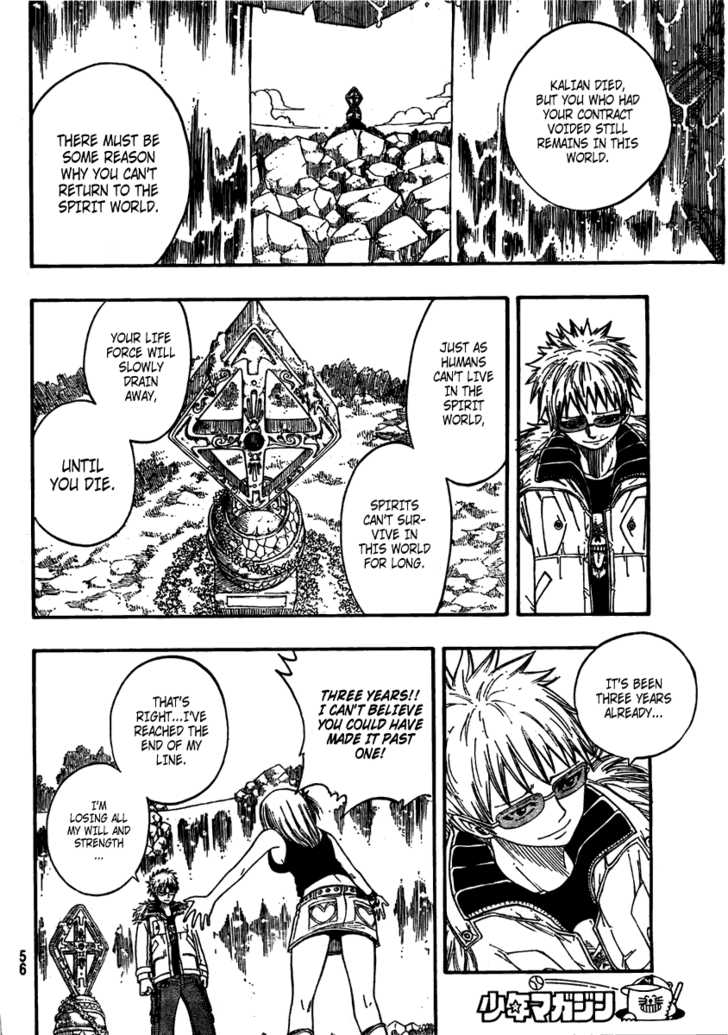 KALIAN DIED,
BUT YOU WHO HAD
YOUR CONTRACT
VOIDED STILL
REMAINS IN THIS
WORLD.
THERE MUST BE
SOME REASON
WHY YOU CAN'T
RETURN TO THE
SPIRIT WORLD.
JUST AS
HUMANS
CAN'T LIVE
IN THE
SPIRIT
WORLD,
SPIRITS
CAN'T SUR-
VIVE IN
THIS WORLD
FOR LONG.
YOUR LIFE
FORCE WILL
SLOWLY
DRAIN
AWAY,
UNTIL
YOU DIE.
IT'S BEEN
THREE YEARS
ALREADY...
THREE YEARS!!
I CAN'T BELIEVE
YOU COULD HAVE
MADE IT PAST
ONE!
THAT'S
RIGHT...I'VE
REACHED THE
END OF MY
LINE.
I'M
LOSING ALL
MY WILL AND
STRENGTH
...
56
少年マガジン